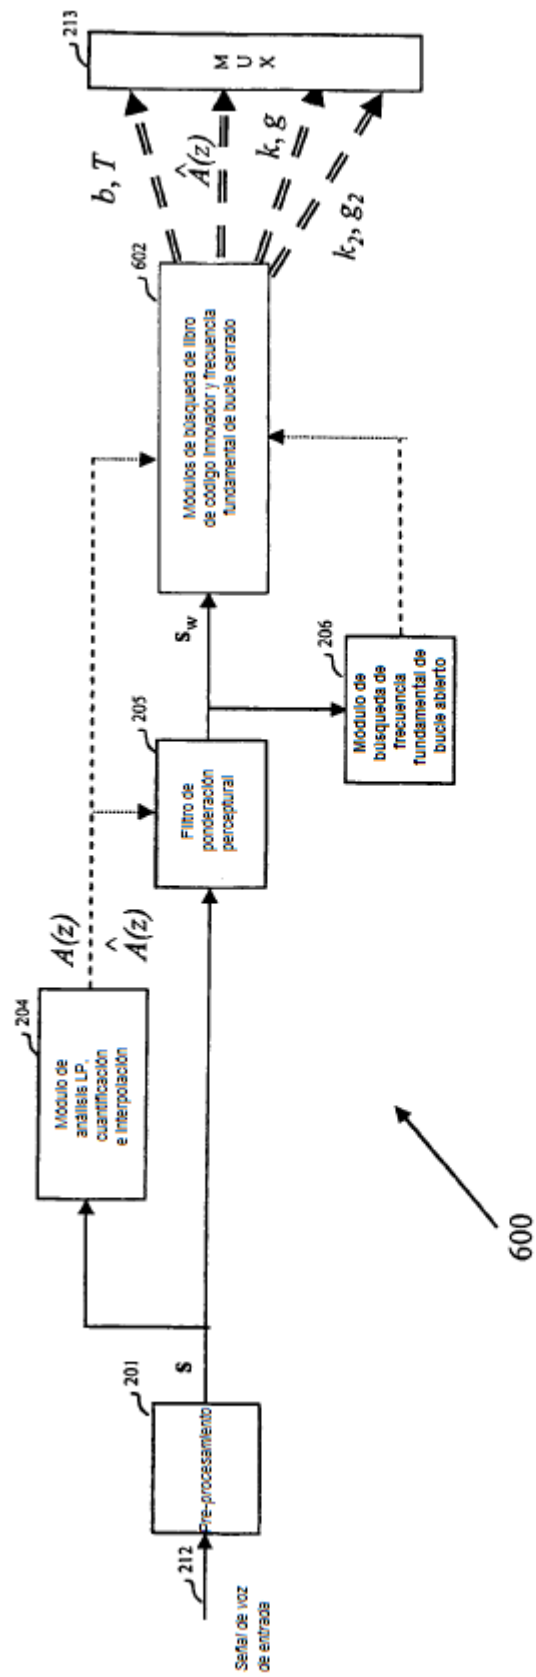 Señal de voz
de entrada
212
201
Pre-procesamiento
s
204
Módulo de
análisis LP,
cuantificación
e interpolación
A(z)
Â(z)
205
Filtro de
ponderación
perceptural
s_w
206
Módulo de
búsqueda de
frecuencia
fundamental de
bucle abierto
602
Módulos de búsqueda de libro
de código innovador y frecuencia
fundamental de bucle cerrado
b, T
Â(z)
k, g
k₂, g₂
213
M
U
X
600